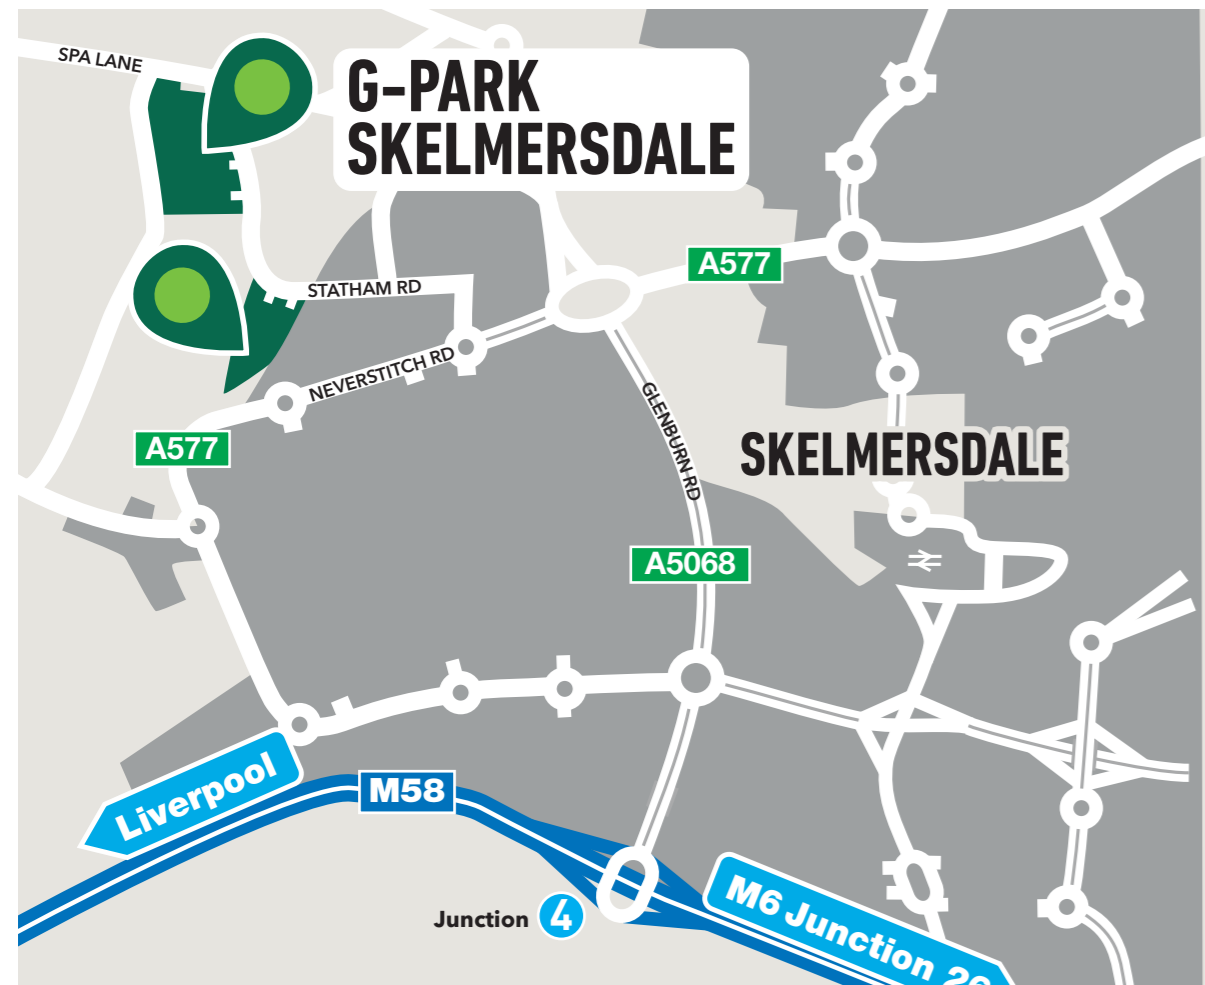 SPA LANE
G-PARK
SKELMERSDALE
A577
STATHAM RD
NEVERSTITCH RD
GLENBURN RD
A577
SKELMERSDALE
A5068
Liverpool
M58
Junction 4
M6 Junction